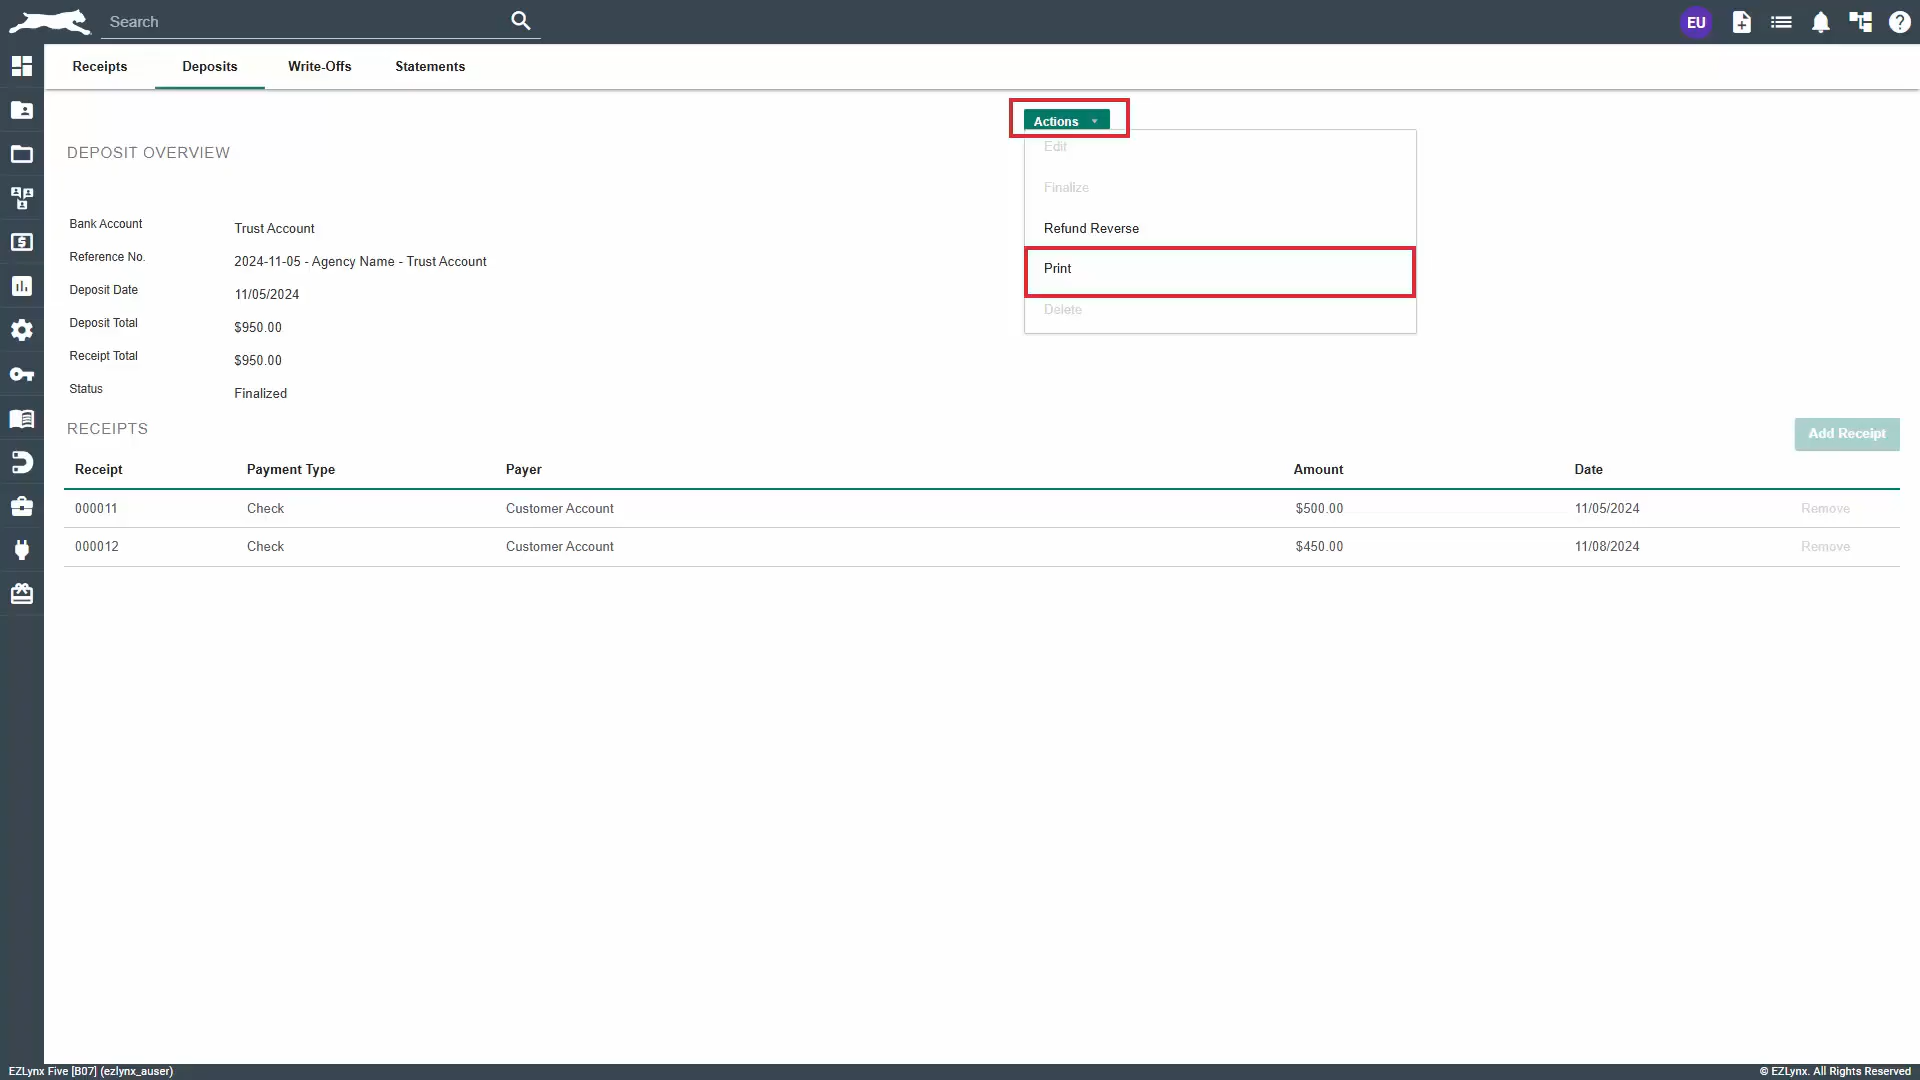 Search
EU
Receipts Deposits Write-Offs Statements
Actions
DEPOSIT OVERVIEW
Edit
Finalize
Refund Reverse
Print
Delete
Bank Account Trust Account
Reference No. 2024-11-05 - Agency Name - Trust Account
Deposit Date 11/05/2024
Deposit Total $950.00
Receipt Total $950.00
Status Finalized
RECEIPTS
Add Receipt
Receipt Payment Type Payer Amount Date
000011 Check Customer Account $500.00 11/05/2024 Remove
000012 Check Customer Account $450.00 11/08/2024 Remove
EZLynx Five [B07] (ezlynx_auser) © EZLynx. All Rights Reserved